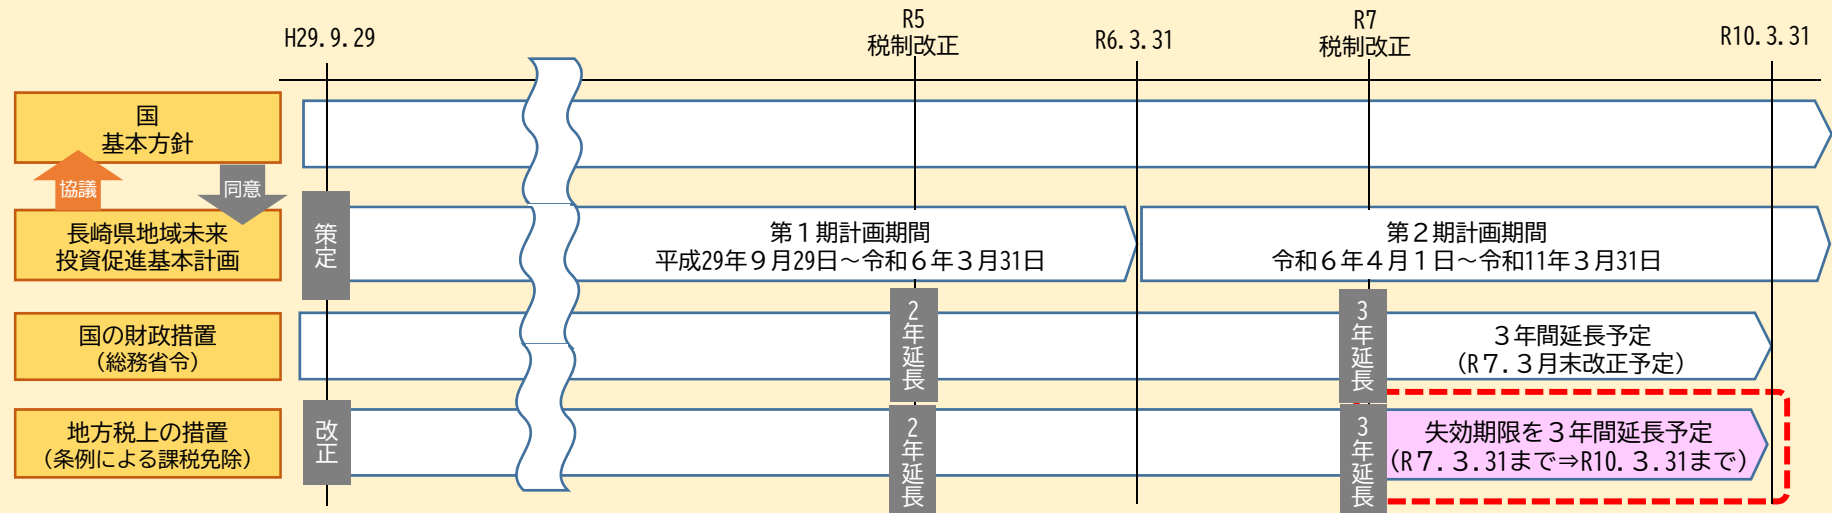 H29.9.29
R5
税制改正
R6.3.31
R7
税制改正
R10.3.31
国
基本方針
協議
同意
長崎県地域未来
投資促進基本計画
策定
第１期計画期間
平成29年９月29日～令和６年３月31日
第２期計画期間
令和６年４月１日～令和11年３月31日
国の財政措置
（総務省令）
２年延長
３年延長
３年間延長予定
（R７.３月末改正予定）
地方税上の措置
（条例による課税免除）
改正
２年延長
３年延長
失効期限を３年間延長予定
（R７.３.31まで⇒R10.３.31まで）